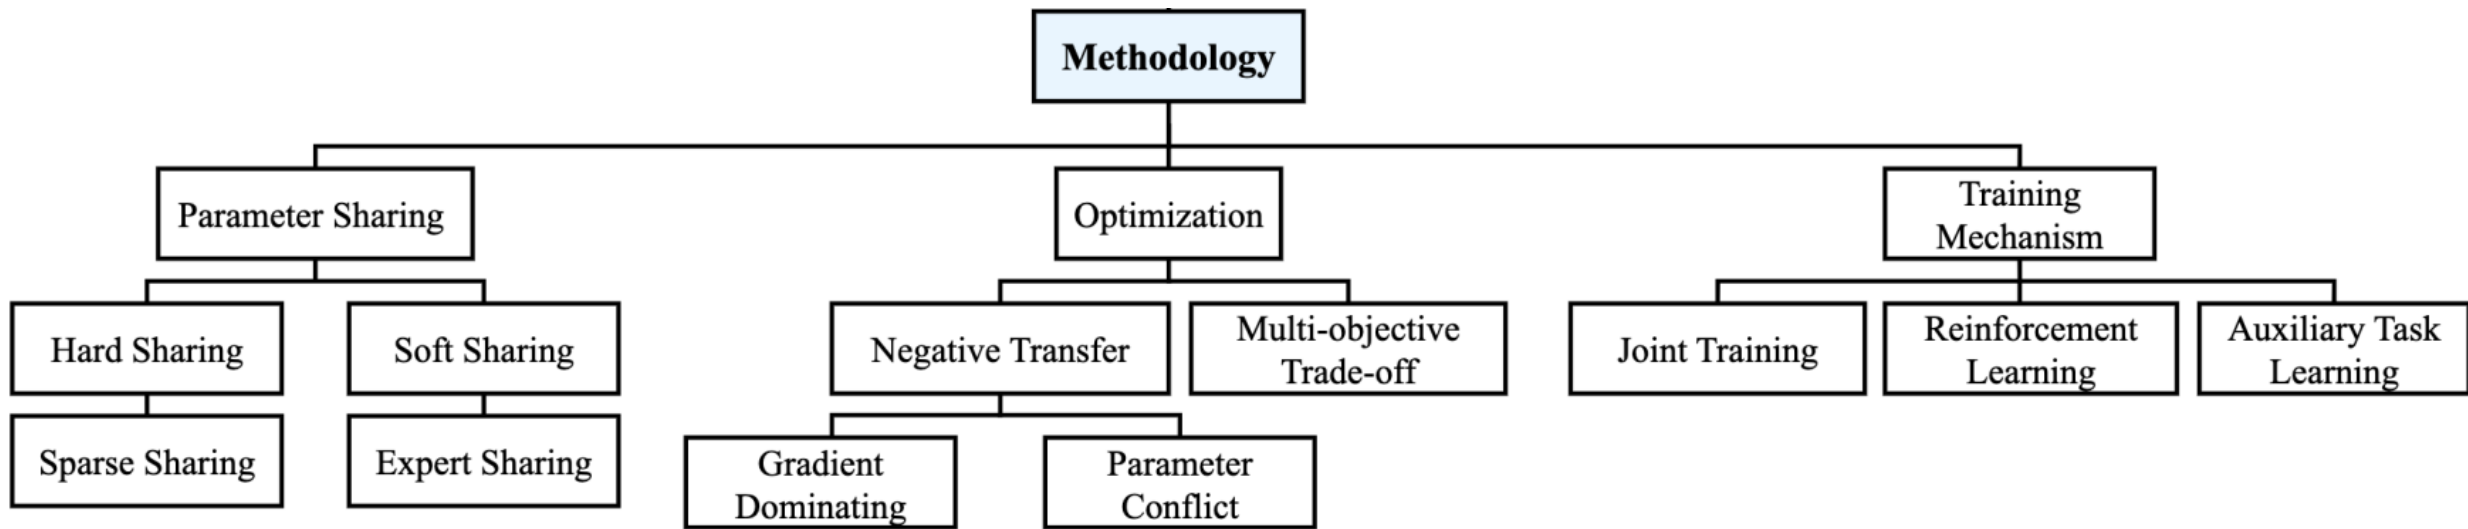 Methodology
Parameter Sharing
Optimization
Training
Mechanism
Hard Sharing
Soft Sharing
Negative Transfer
Multi-objective
Trade-off
Joint Training
Reinforcement
Learning
Auxiliary Task
Learning
Sparse Sharing
Expert Sharing
Gradient
Dominating
Parameter
Conflict